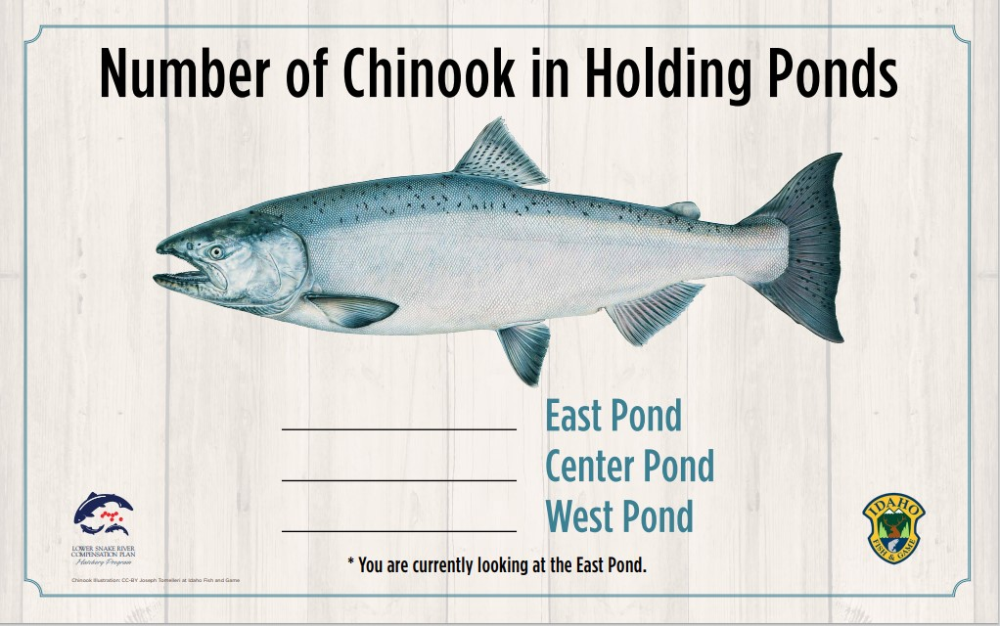 Number of Chinook in Holding Ponds
East Pond
Center Pond
West Pond
* You are currently looking at the East Pond.
LOWER SNAKE RIVER
COMPENSATION PLAN
Hatchery Program
Chinook Illustration: CC-BY Joseph Tomelleri at Idaho Fish and Game
IDAHO
FISH & GAME